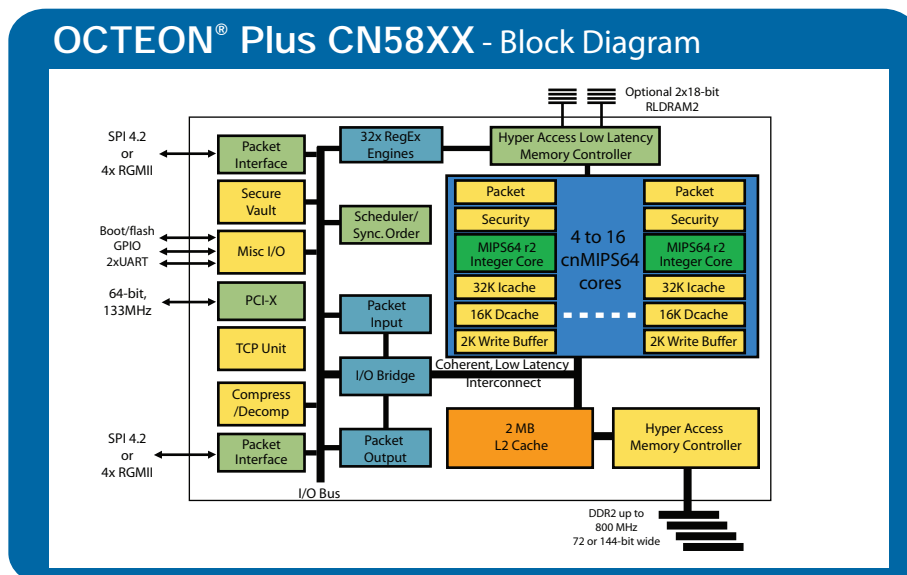 OCTEON® Plus CN58XX - Block Diagram
Optional 2x18-bit
RLDRAM2
SPI 4.2
or
4x RGMII
Packet
Interface
32x RegEx
Engines
Hyper Access Low Latency
Memory Controller
Secure
Vault
Scheduler/
Sync. Order
Boot/flash
GPIO
2xUART
Misc I/O
64-bit,
133MHz
PCI-X
Packet
Input
TCP Unit
I/O Bridge
Compress
/Decomp
SPI 4.2
or
4x RGMII
Packet
Interface
Packet
Output
I/O Bus
Packet
Security
MIPS64 r2
Integer Core
32K Icache
16K Dcache
2K Write Buffer
4 to 16
cnMIPS64
cores
Packet
Security
MIPS64 r2
Integer Core
32K Icache
16K Dcache
2K Write Buffer
Coherent, Low Latency
Interconnect
2 MB
L2 Cache
Hyper Access
Memory Controller
DDR2 up to
800 MHz
72 or 144-bit wide